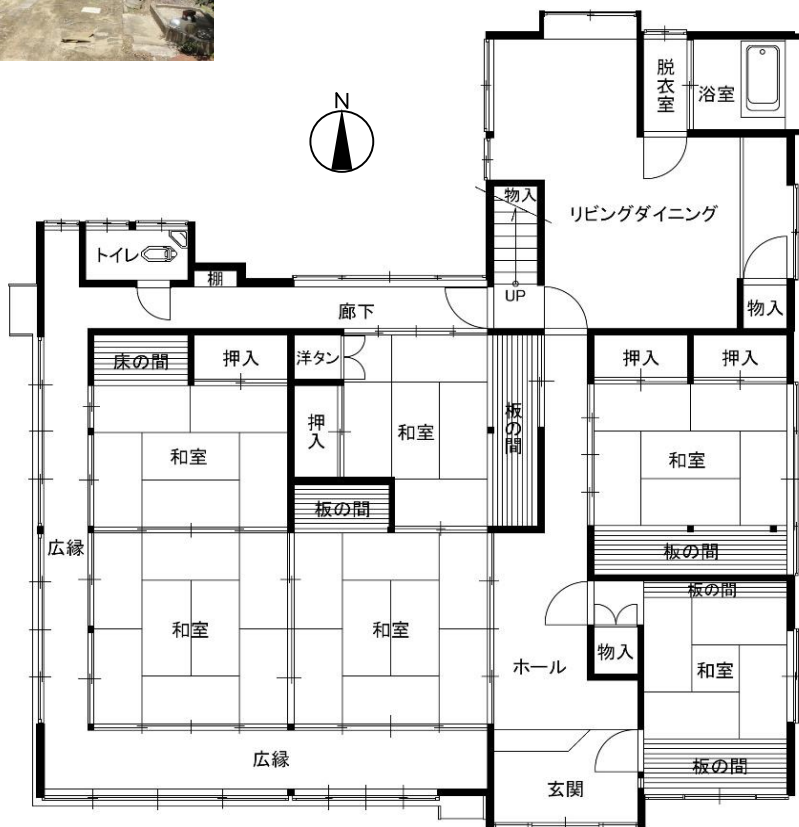 N
脱衣室
浴室
物入
リビングダイニング
トイレ
棚
UP
物入
廊下
床の間
押入
洋タン
押入
押入
押入
和室
和室
板の間
和室
板の間
広縁
板の間
板の間
和室
和室
物入
和室
ホール
広縁
板の間
玄関